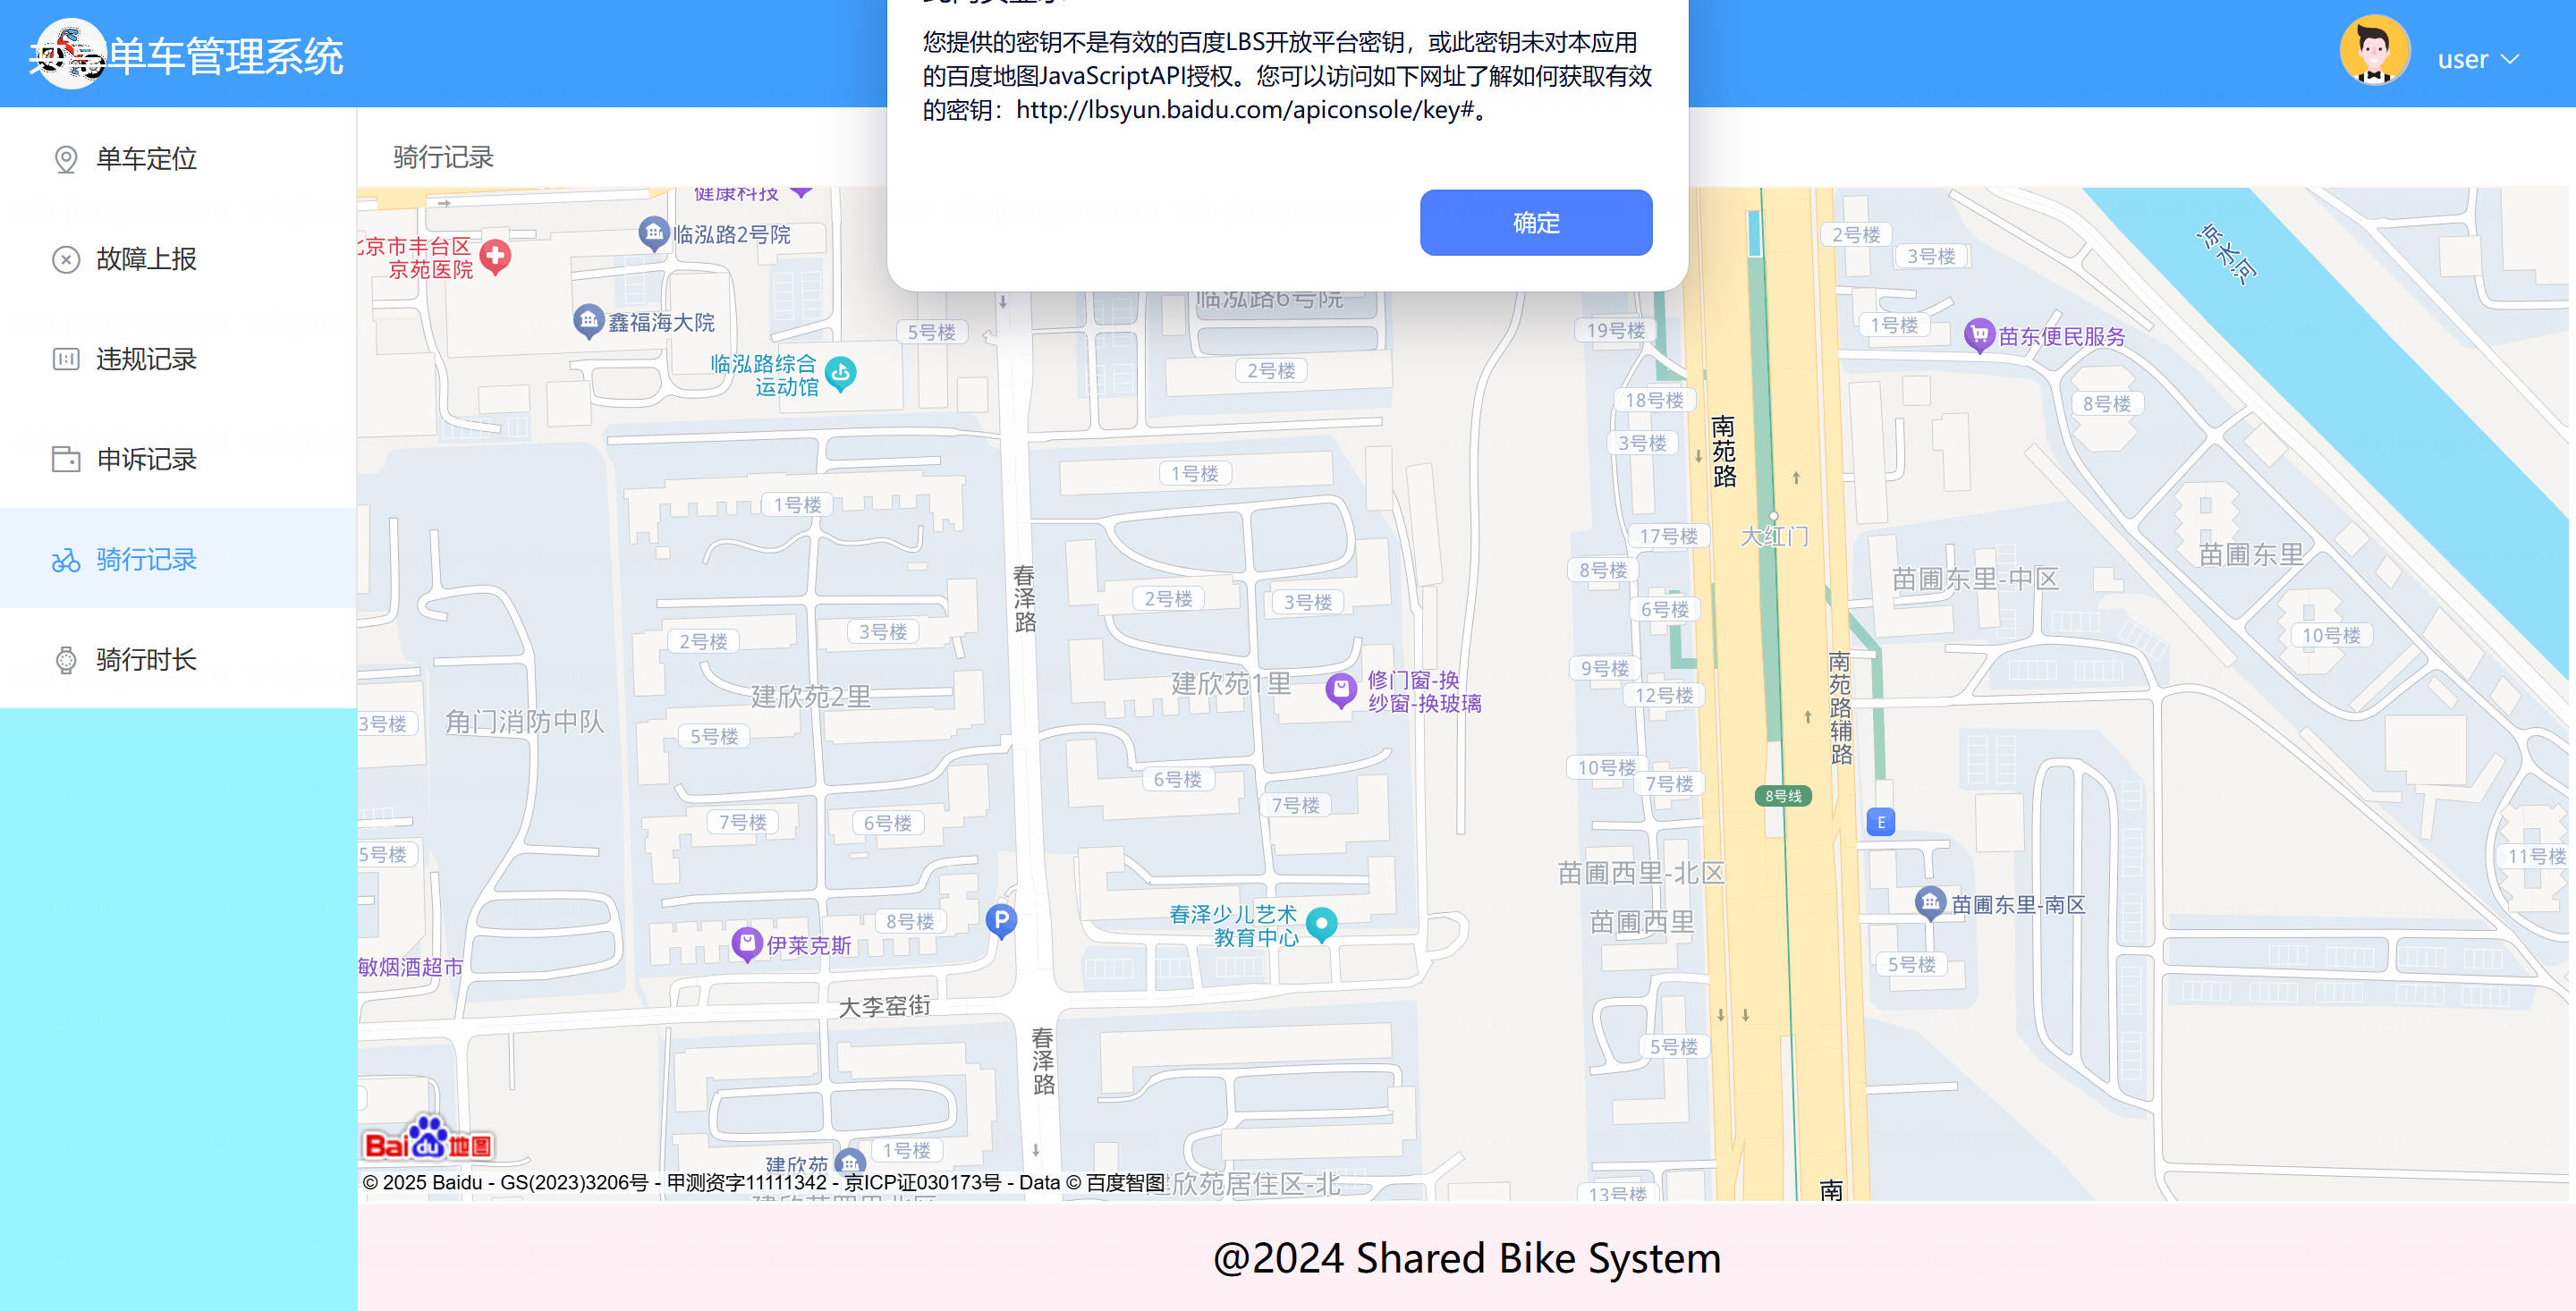 单车管理系统
您提供的密钥不是有效的百度LBS开放平台密钥，或此密钥未对本应用
的百度地图JavaScriptAPI授权。您可以访问如下网址了解如何获取有效
的密钥：http://lbsyun.baidu.com/apiconsole/key#。
确定
user
单车定位
故障上报
违规记录
申诉记录
骑行记录
骑行时长
骑行记录
健康科技
临泓路2号院
京市丰台区
京苑医院
鑫福海大院
临泓路综合
运动馆
5号楼
临泓路6号院
2号楼
19号楼
18号楼
3号楼
南苑路
2号楼
3号楼
1号楼
苗东便民服务
凉水河
8号楼
1号楼
1号楼
17号楼
大红门
8号楼
苗圃东里-中区
苗圃东里
春泽路
2号楼
3号楼
6号楼
10号楼
2号楼
3号楼
建欣苑2里
建欣苑1里
修门窗-换
纱窗-换玻璃
9号楼
12号楼
南苑路辅路
3号楼
角门消防中队
5号楼
6号楼
7号楼
10号楼
7号楼
8号线
E
7号楼
6号楼
5号楼
11号楼
苗圃西里-北区
苗圃西里
苗圃东里-南区
8号楼
P
春泽少儿艺术
教育中心
伊莱克斯
敏烟酒超市
5号楼
大李窑街
春泽路
5号楼
Bai du 地图
建欣苑
1号楼
© 2025 Baidu - GS(2023)3206号 - 甲测资字11111342 - 京ICP证030173号 - Data © 百度智图
欣苑居住区-北
13号楼
南
@2024 Shared Bike System